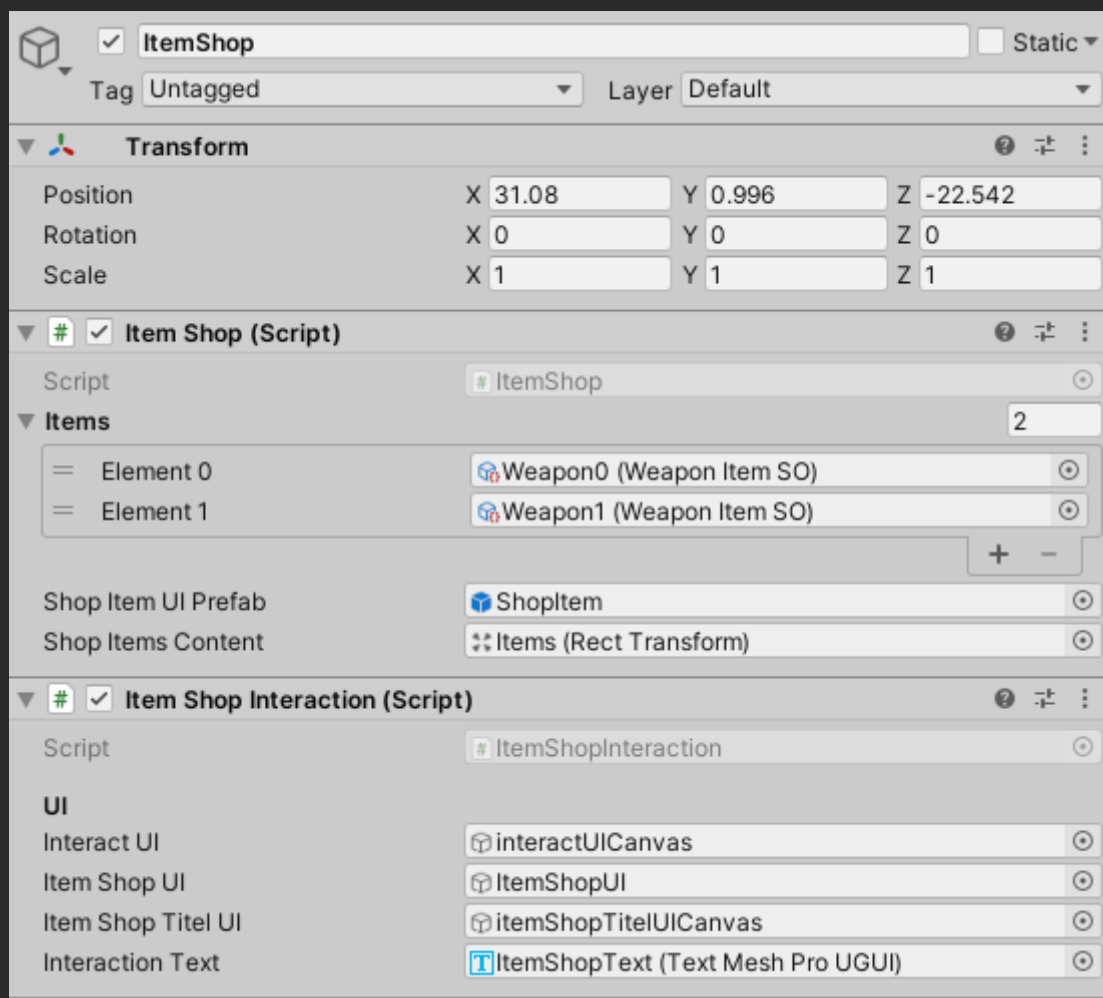 ItemShop Static
Tag Untagged Layer Default
Transform
Position X 31.08 Y 0.996 Z -22.542
Rotation X 0 Y 0 Z 0
Scale X 1 Y 1 Z 1
# Item Shop (Script)
Script # ItemShop
Items 2
Element 0 Weapon0 (Weapon Item SO)
Element 1 Weapon1 (Weapon Item SO)
+ −
Shop Item UI Prefab ShopItem
Shop Items Content Items (Rect Transform)
# Item Shop Interaction (Script)
Script # ItemShopInteraction
UI
Interact UI interactUICanvas
Item Shop UI ItemShopUI
Item Shop Titel UI itemShopTitelUICanvas
Interaction Text T ItemShopText (Text Mesh Pro UGUI)